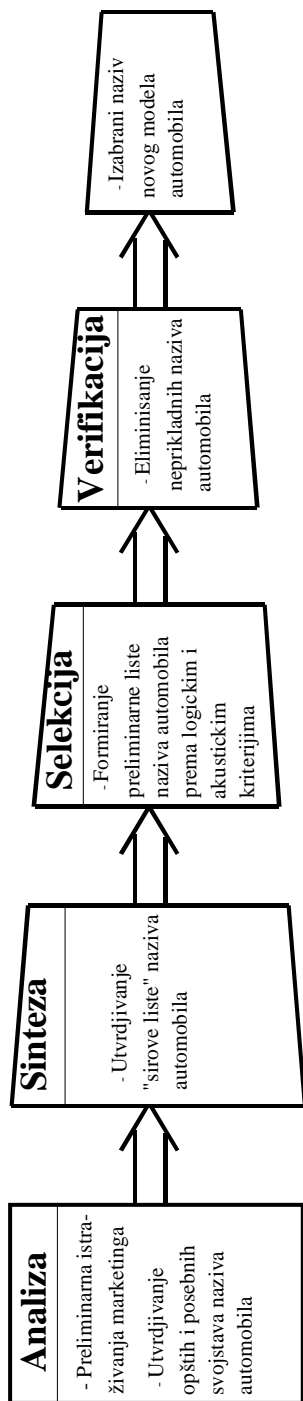 Analiza
- Preliminarna istra-
živanja marketinga
- Utvrdjivanje
opštih i posebnih
svojstava naziva
automobila
Sinteza
- Utvrdjivanje
"sirove liste" naziva
automobila
Selekcija
-Formiranje
preliminarne liste
naziva automobila
prema logickim i
akustickim
kriterijima
Verifikacija
-Eliminisanje
neprikladnih naziva
automobila
-Izabrani naziv
novog modela
automobila